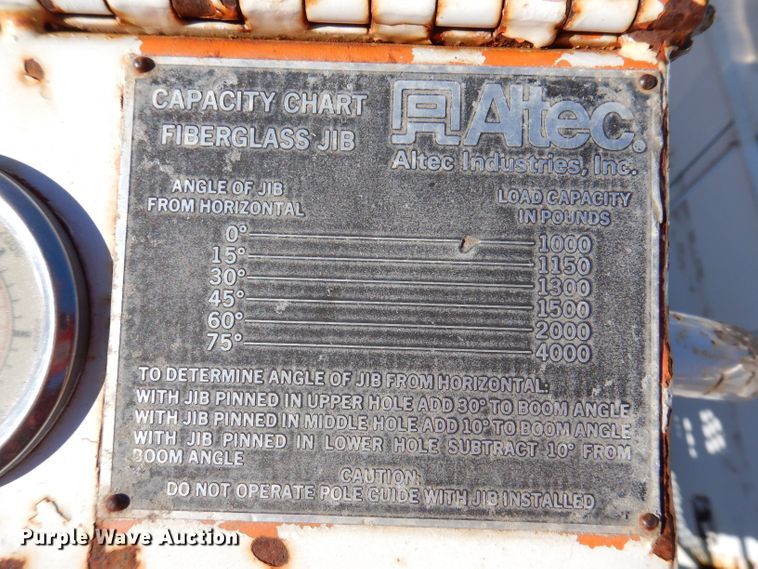 CAPACITY CHART
FIBERGLASS JIB
Altec®
Altec Industries, Inc.
ANGLE OF JIB
FROM HORIZONTAL
LOAD CAPACITY
IN POUNDS
0° 1000
15° 1150
30° 1300
45° 1500
60° 2000
75° 4000
TO DETERMINE ANGLE OF JIB FROM HORIZONTAL:
WITH JIB PINNED IN UPPER HOLE ADD 30° TO BOOM ANGLE
WITH JIB PINNED IN MIDDLE HOLE ADD 10° TO BOOM ANGLE
WITH JIB PINNED IN LOWER HOLE SUBTRACT 10° FROM
BOOM ANGLE
CAUTION:
DO NOT OPERATE POLE GUIDE WITH JIB INSTALLED
Purple Wave Auction